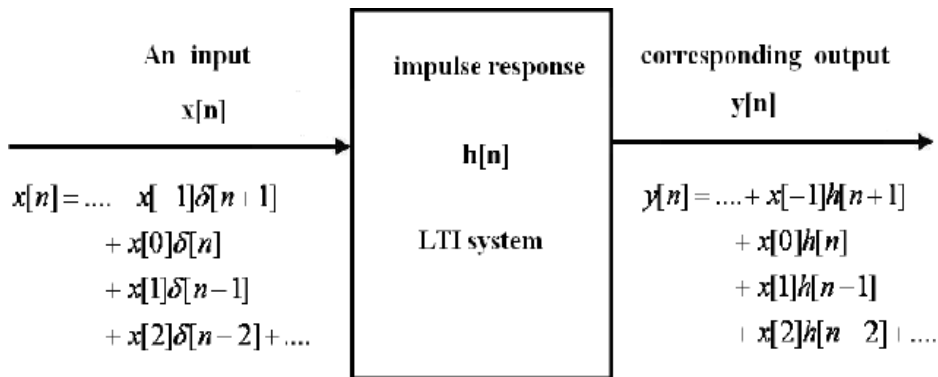 An input
x[n]
x[n] = .... x[ 1]δ[n+1]
+ x[0]δ[n]
+ x[1]δ[n−1]
+ x[2]δ[n−2]+....
impulse response
h[n]
LTI system
corresponding output
y[n]
y[n] = ....+ x[−1]h[n+1]
+ x[0]h[n]
+ x[1]h[n−1]
+ x[2]h[n 2]+....